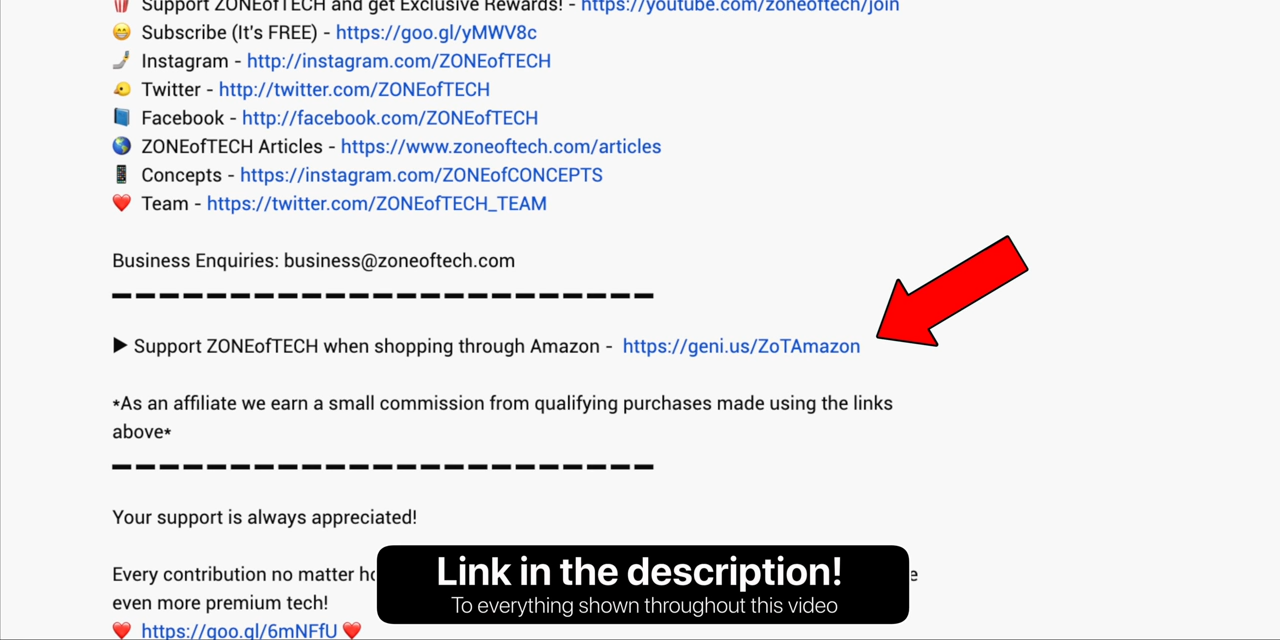 Support ZONEofTECH and get Exclusive Rewards! - https://youtube.com/zoneoftech/join
Subscribe (It's FREE) - https://goo.gl/yMWV8c
Instagram - http://instagram.com/ZONEofTECH
Twitter - http://twitter.com/ZONEofTECH
Facebook - http://facebook.com/ZONEofTECH
ZONEofTECH Articles - https://www.zoneoftech.com/articles
Concepts - https://instagram.com/ZONEofCONCEPTS
Team - https://twitter.com/ZONEofTECH_TEAM
Business Enquiries: business@zoneoftech.com
▶ Support ZONEofTECH when shopping through Amazon - https://geni.us/ZoTAmazon
*As an affiliate we earn a small commission from qualifying purchases made using the links
above*
Your support is always appreciated!
Every contribution no matter
even more premium tech!
https://goo.gl/6mNFfU
Link in the description!
To everything shown throughout this video